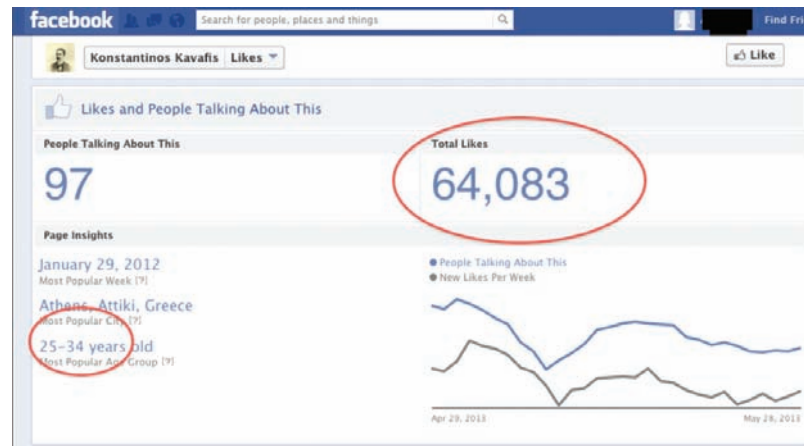 facebook
Search for people, places and things
Find Fri
Konstantinos Kavafis Likes
Like
Likes and People Talking About This
People Talking About This
Total Likes
97
64,083
Page Insights
January 29, 2012
Most Popular Week [?]
Athens, Attiki, Greece
Most Popular City [?]
25-34 years old
Most Popular Age Group [?]
People Talking About This
New Likes Per Week
Apr 29, 2013
May 28, 2013